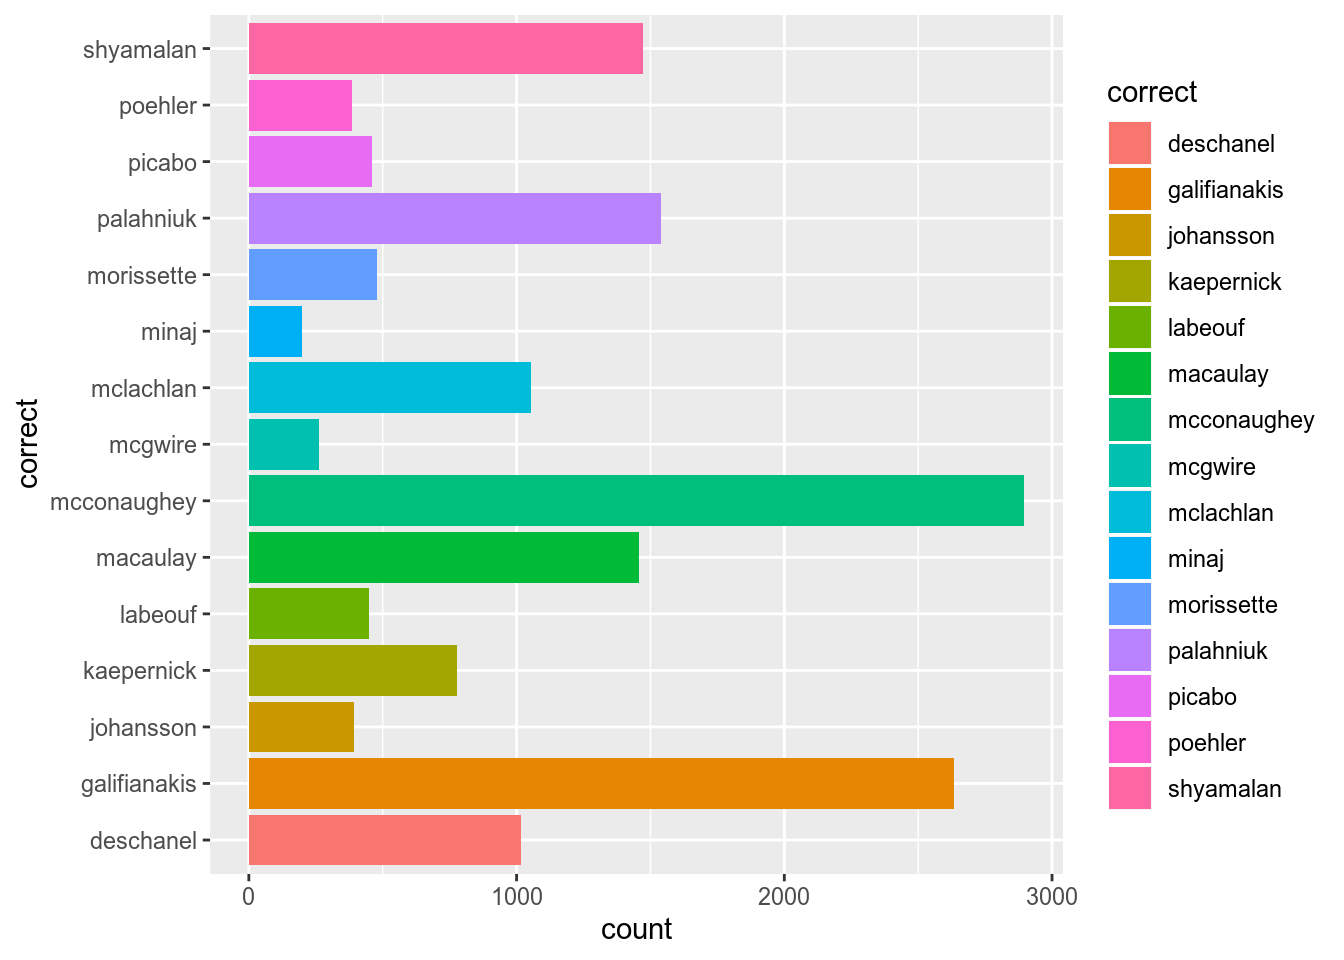 shyamalan
poehler
picabo
palahniuk
morissette
minaj
mclachlan
mcgwire
mcconaughey
macaulay
labeouf
kaepernick
johansson
galifianakis
deschanel
correct
0 1000 2000 3000
count
correct
deschanel
galifianakis
johansson
kaepernick
labeouf
macaulay
mcconaughey
mcgwire
mclachlan
minaj
morissette
palahniuk
picabo
poehler
shyamalan